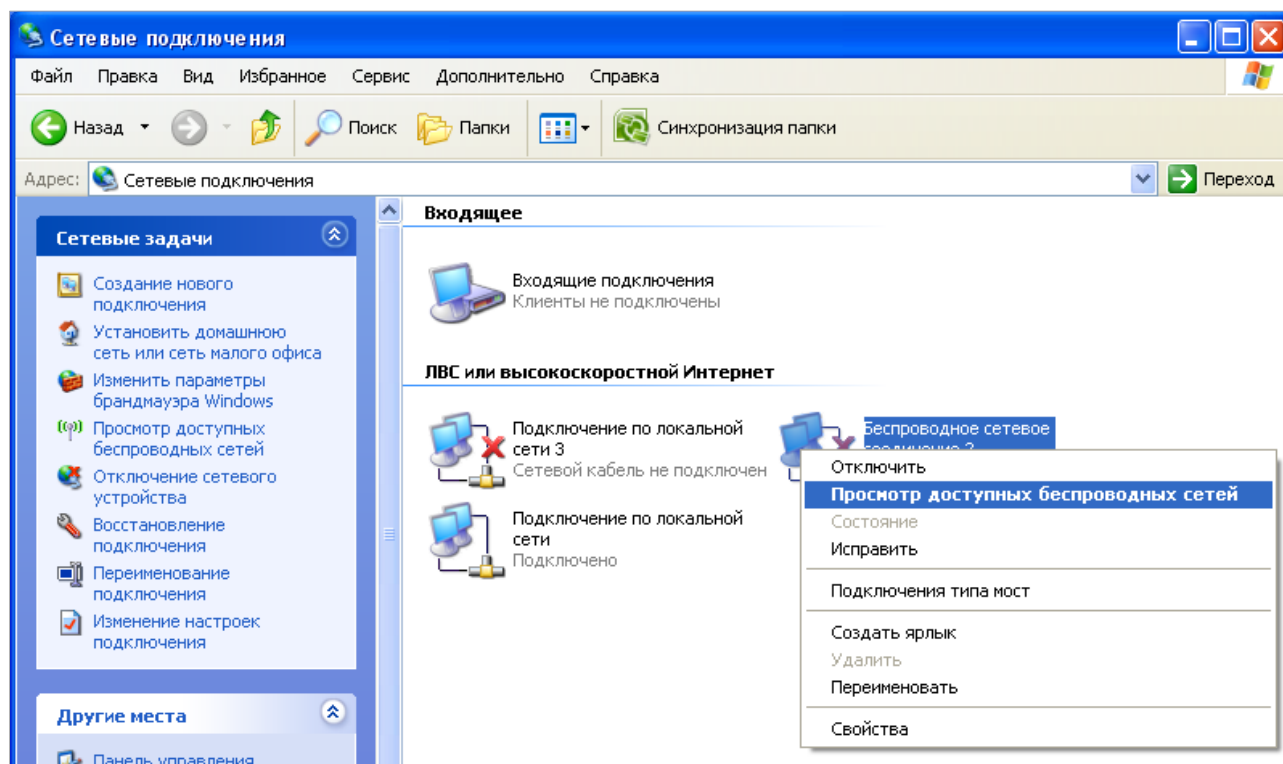 Сетевые подключения
Файл Правка Вид Избранное Сервис Дополнительно Справка
Назад Поиск Папки Синхронизация папки
Адрес: Сетевые подключения Переход
Сетевые задачи
Создание нового
подключения
Установить домашнюю
сеть или сеть малого офиса
Изменить параметры
брандмауэра Windows
Просмотр доступных
беспроводных сетей
Отключение сетевого
устройства
Восстановление
подключения
Переименование
подключения
Изменение настроек
подключения
Другие места
Панель управления
Входящее
Входящие подключения
Клиенты не подключены
ЛВС или высокоскоростной Интернет
Подключение по локальной
сети 3
Сетевой кабель не подключен
Беспроводное сетевое
соединение 2
Подключение по локальной
сети
Подключено
Отключить
Просмотр доступных беспроводных сетей
Состояние
Исправить
Подключения типа мост
Создать ярлык
Удалить
Переименовать
Свойства